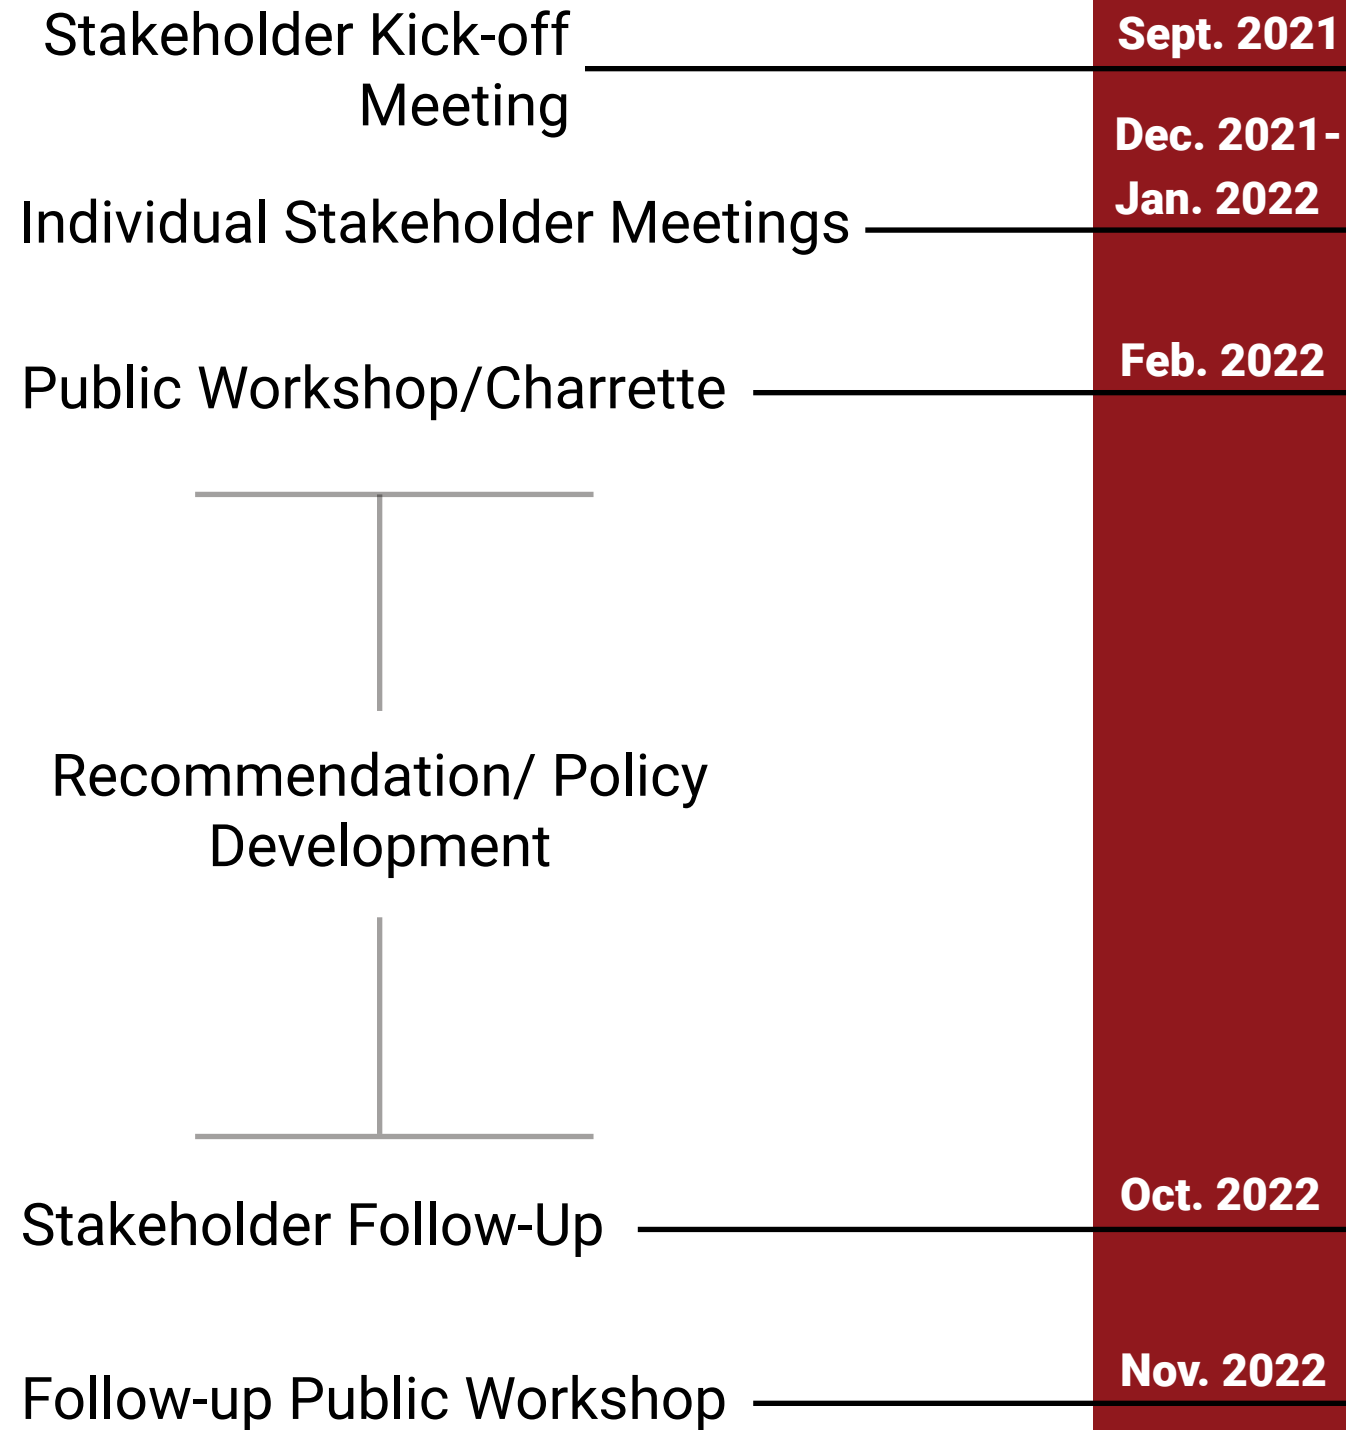 Stakeholder Kick-off
Meeting
Sept. 2021
Dec. 2021-
Jan. 2022
Individual Stakeholder Meetings
Feb. 2022
Public Workshop/Charrette
Recommendation/ Policy
Development
Oct. 2022
Stakeholder Follow-Up
Nov. 2022
Follow-up Public Workshop